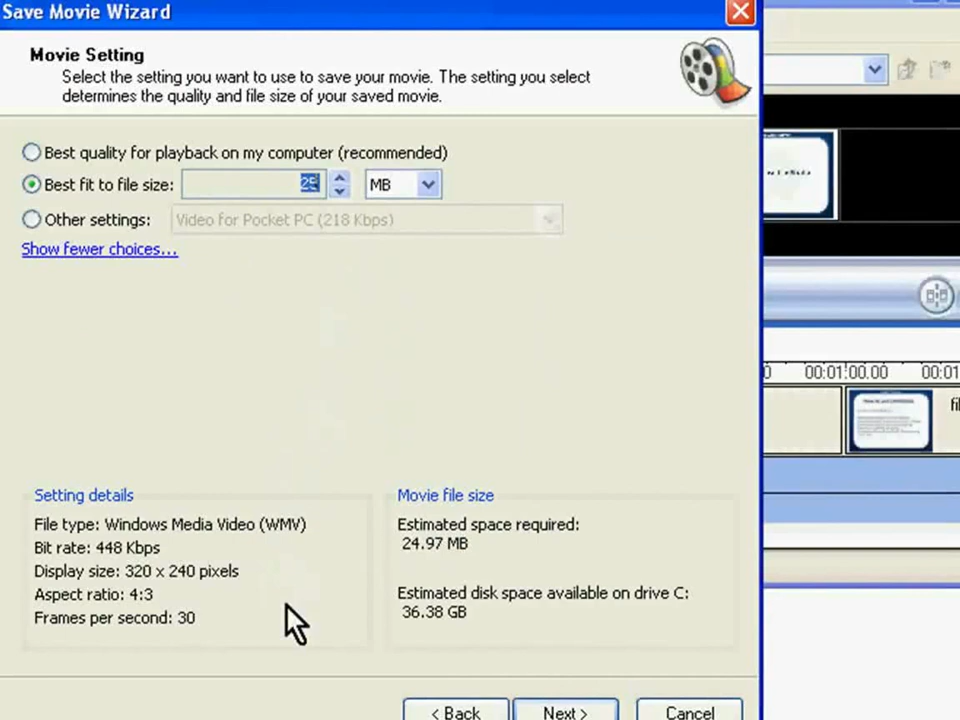 Save Movie Wizard
Movie Setting
Select the setting you want to use to save your movie. The setting you select
determines the quality and file size of your saved movie.
Best quality for playback on my computer (recommended)
Best fit to file size: 25 MB
Other settings: Video for Pocket PC (218 Kbps)
Show fewer choices...
00:01:00.00 00:01
Setting details
File type: Windows Media Video (WMV)
Bit rate: 448 Kbps
Display size: 320 x 240 pixels
Aspect ratio: 4:3
Frames per second: 30
Movie file size
Estimated space required:
24.97 MB
Estimated disk space available on drive C:
36.38 GB
< Back Next > Cancel